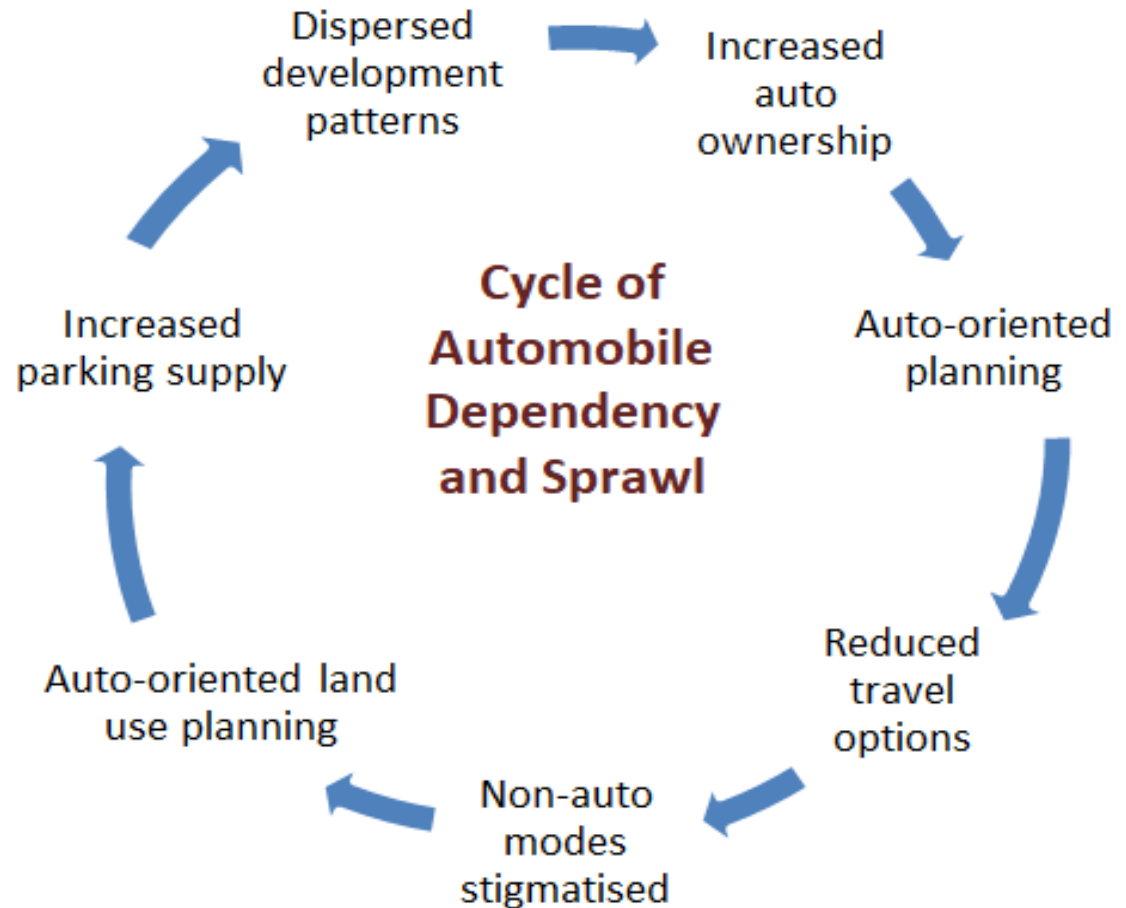 Dispersed
development
patterns
Increased
auto
ownership
Auto-oriented
planning
Reduced
travel
options
Non-auto
modes
stigmatised
Auto-oriented land
use planning
Increased
parking supply
Cycle of
Automobile
Dependency
and Sprawl